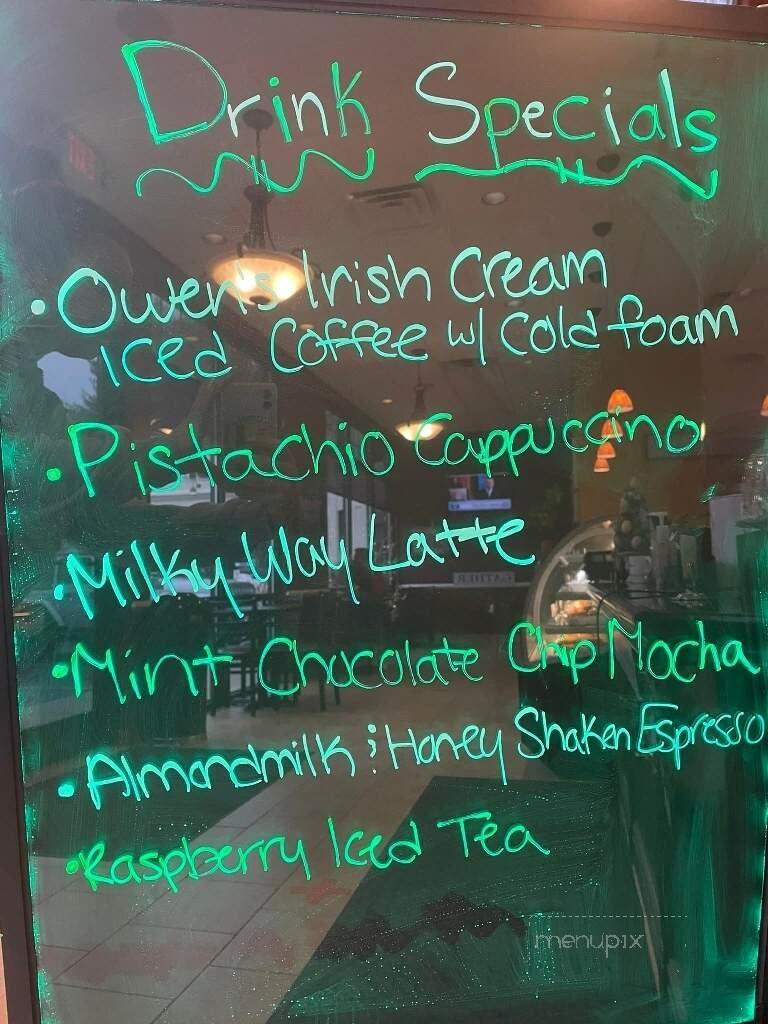 Drink Specials
• Owen's Irish Cream
Iced Coffee w/ Cold foam
• Pistachio Cappuccino
• Milky Way Latte
• Mint Chocolate Chip Mocha
• Almondmilk & Honey Shaken Espresso
• Raspberry Iced Tea
menupix